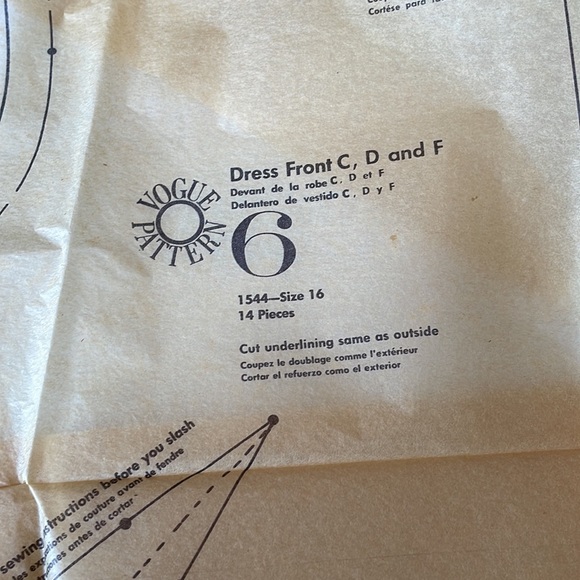 Cortése para
Dress Front C, D and F
Devant de la robe C, D et F
Delantero de vestido C, D y F
VOGUE
PATTERN
6
1544—Size 16
14 Pieces
Cut underlining same as outside
Coupez le doublage comme l'extérieur
Cortar el refuerzo como el exterior
sewing before you slash
de couture avant de fendre
antes de cortar